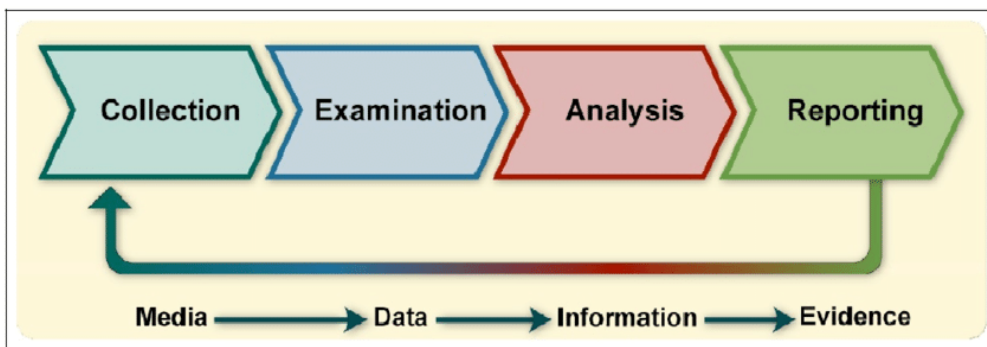 Collection Examination Analysis Reporting
Media Data Information Evidence